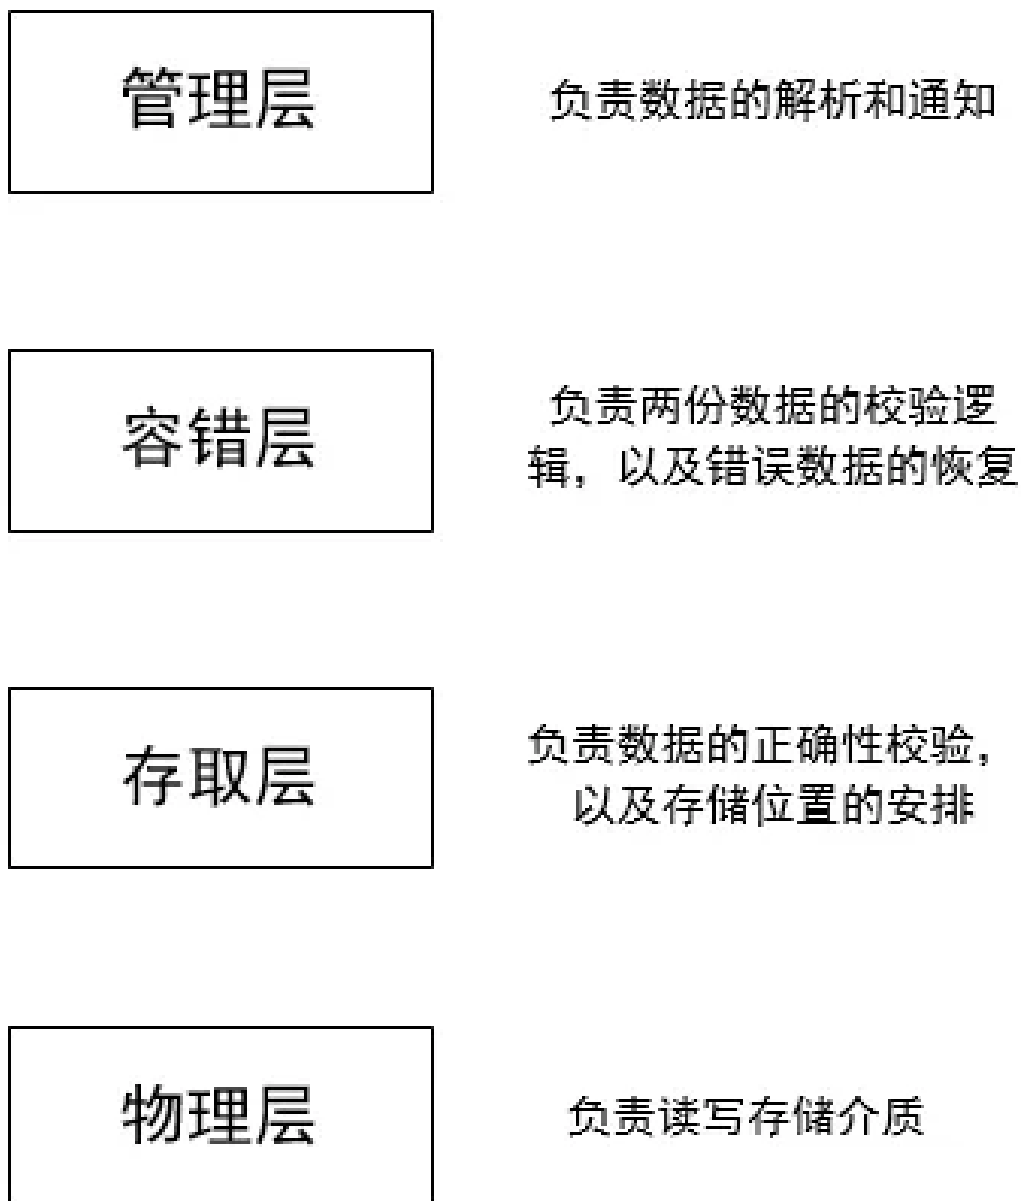 管理层
负责数据的解析和通知
容错层
负责两份数据的校验逻
辑，以及错误数据的恢复
存取层
负责数据的正确性校验，
以及存储位置的安排
物理层
负责读写存储介质